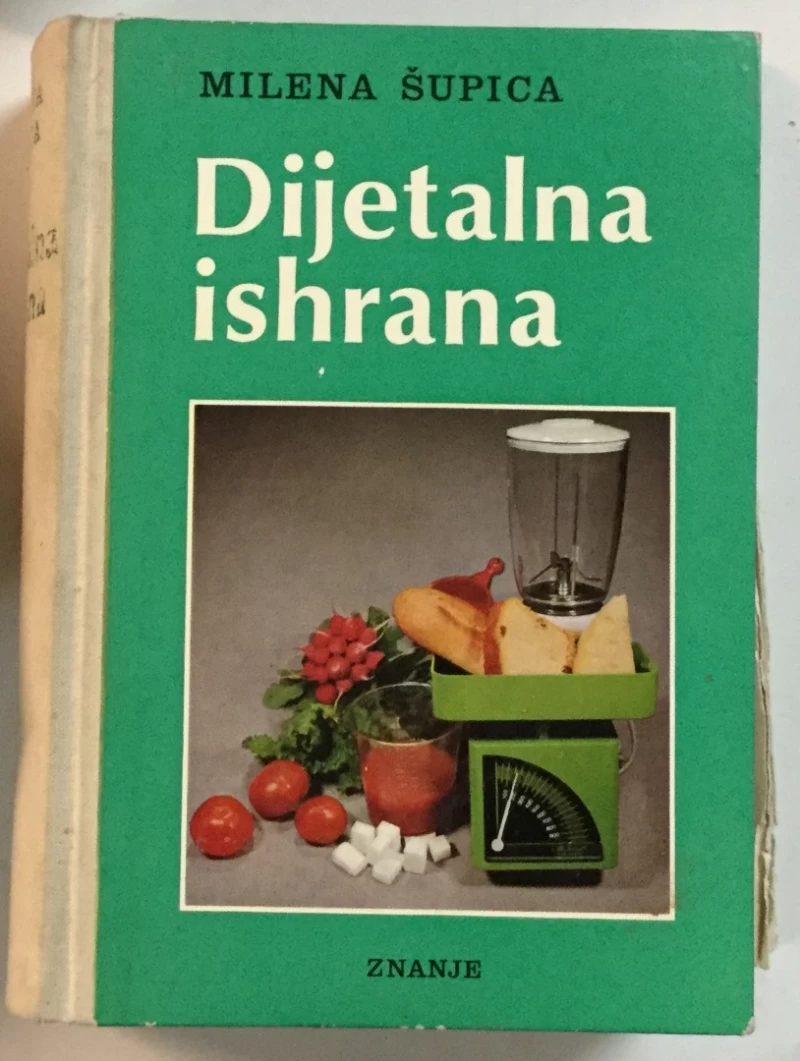 MILENA ŠUPICA
Dijetalna
ishrana
ZNANJE